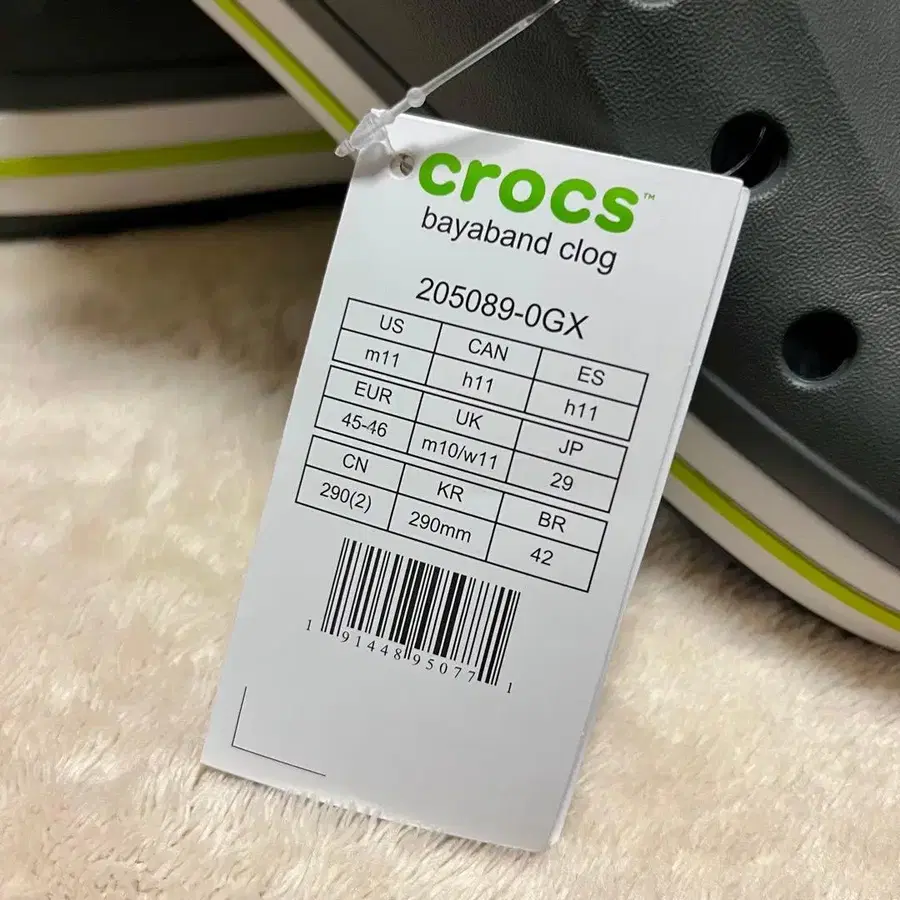 crocs™
bayaband clog
205089-0GX
US CAN ES
m11 h11 h11
EUR UK JP
45-46 m10/w11 29
CN KR BR
290(2) 290mm 42
1 91448 95077 1